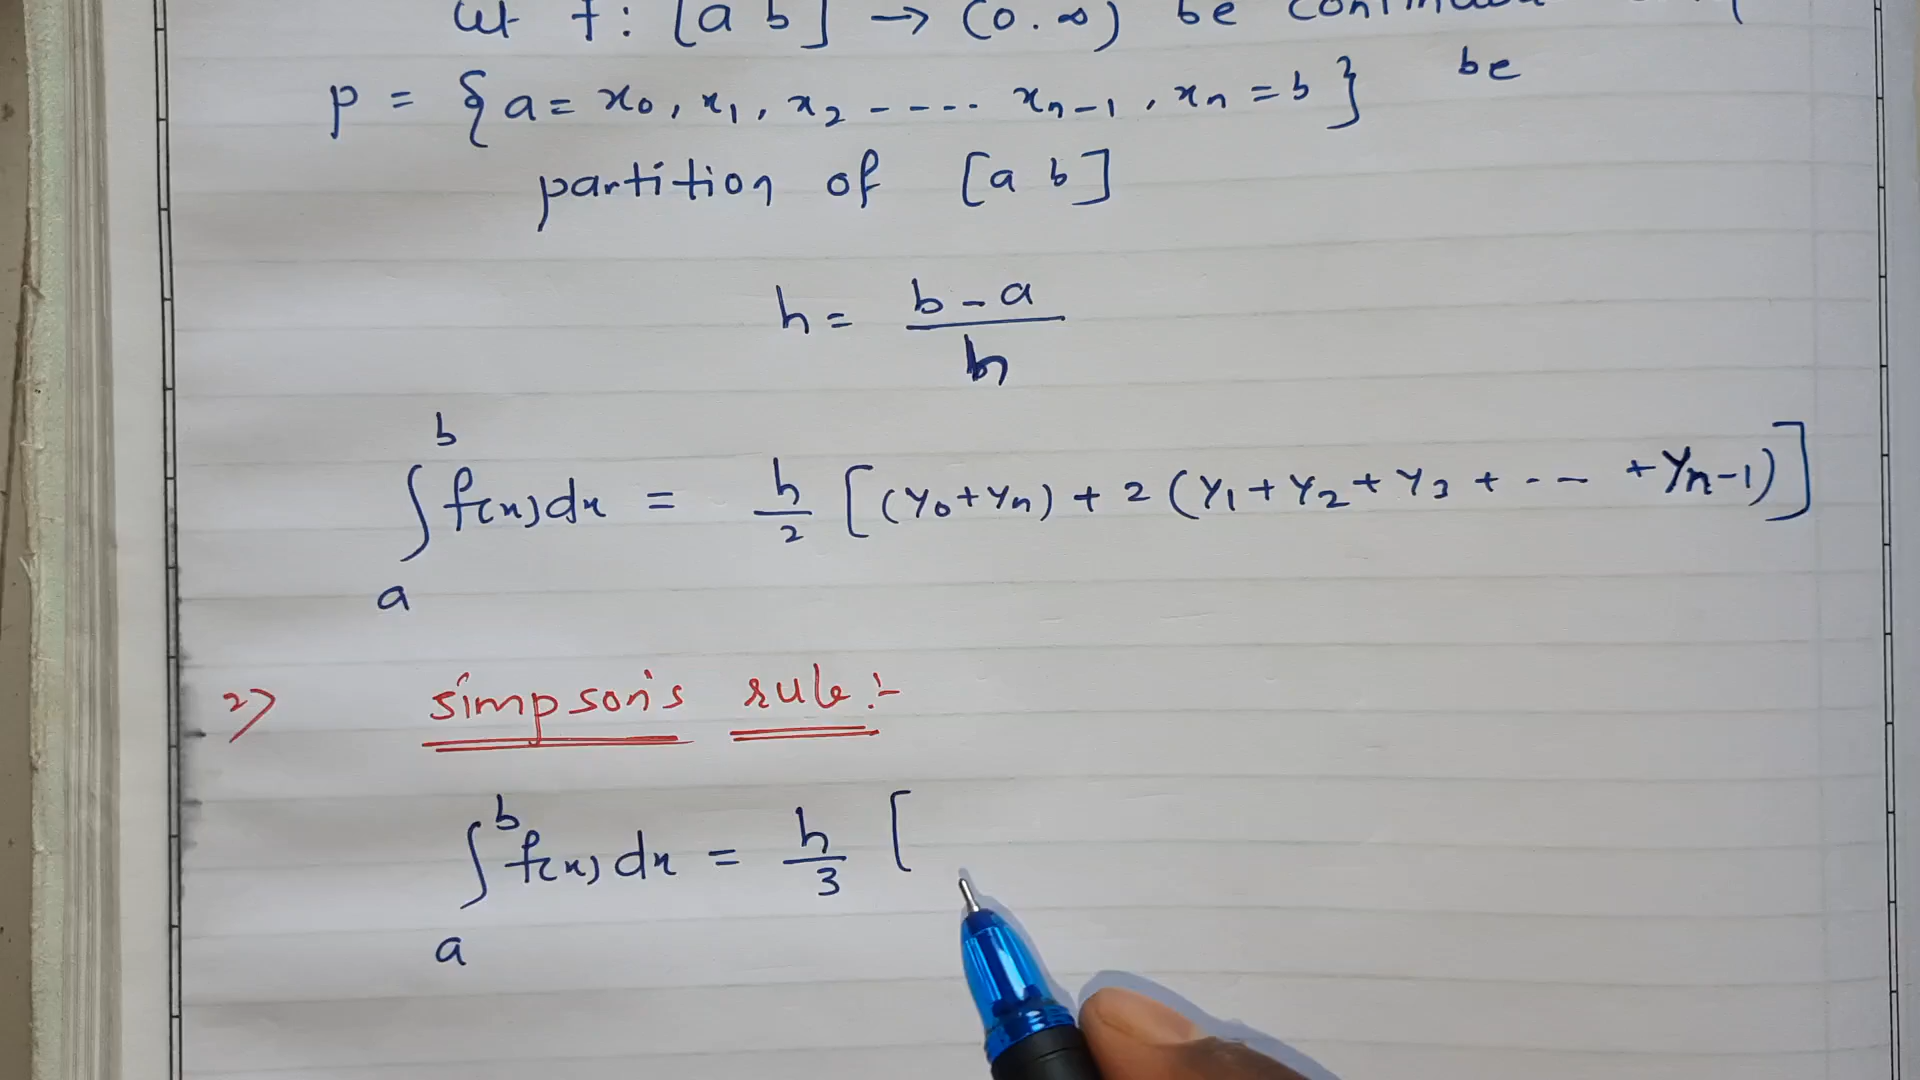 Let f: [a b] → (0.∞) be
p = {a= x0, x1, x2 ----.. xn-1, xn = b} be
partition of [a b]
h = b-a/n
∫ₐᵇ f(x)dx = h/2 [(Y0+Yn) + 2 (Y1+Y2+Y3+ .-- +Yn-1)]
2) simpson's rule:-
∫ₐᵇ f(x) dx = h/3 [